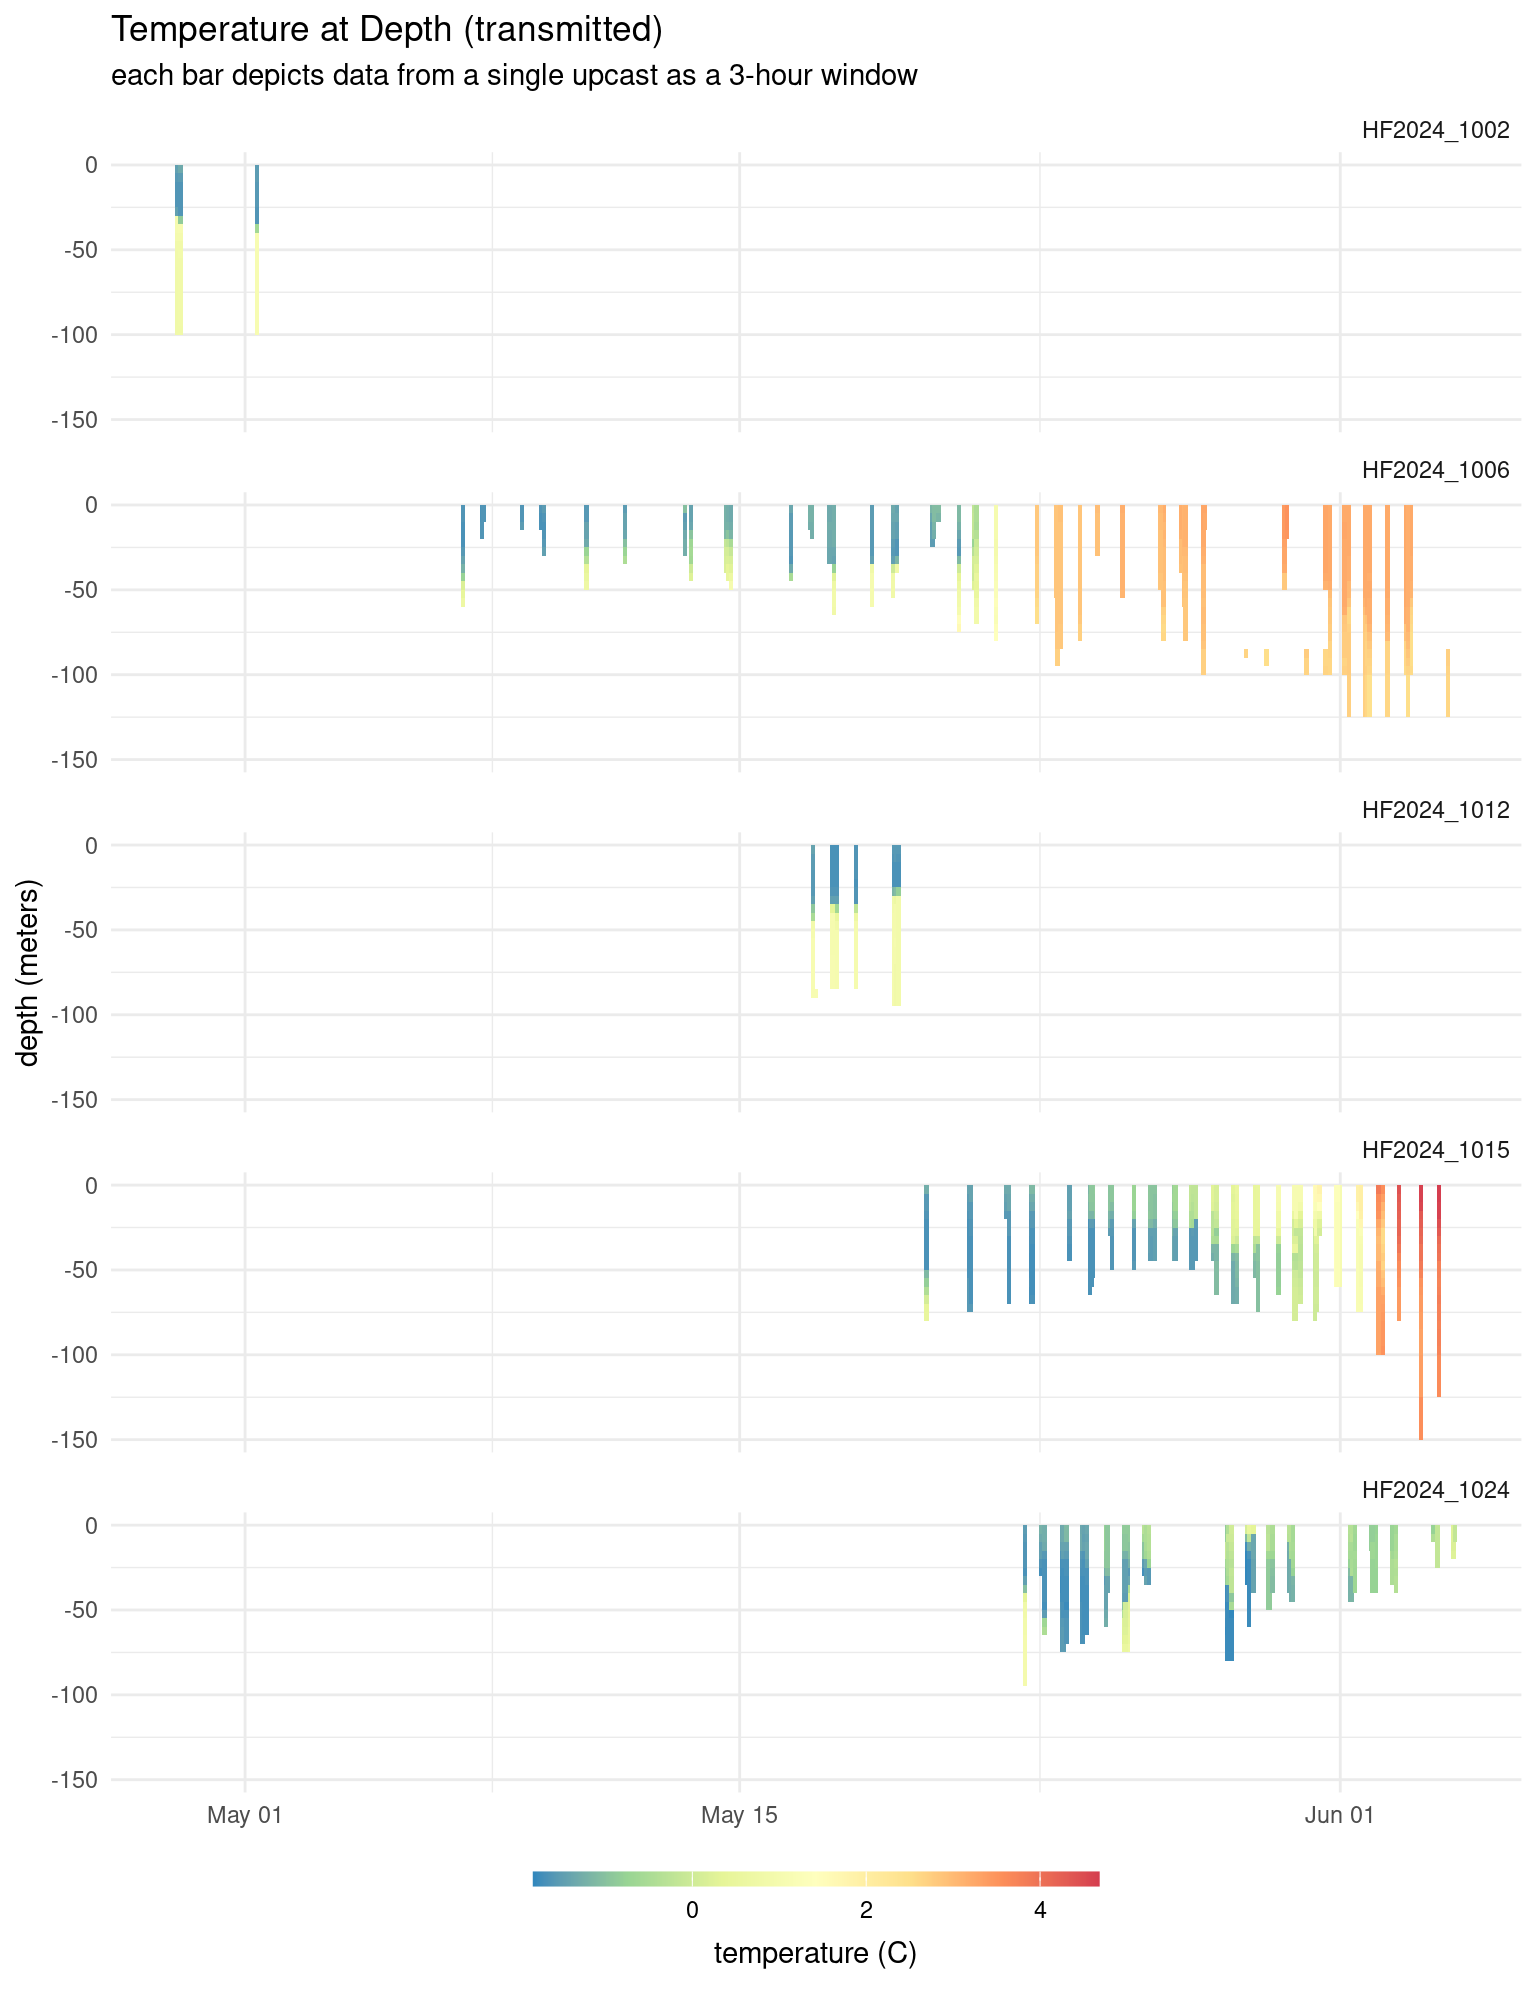 Temperature at Depth (transmitted)
each bar depicts data from a single upcast as a 3-hour window
HF2024_1002
0
-50
-100
-150
HF2024_1006
0
-50
-100
-150
HF2024_1012
0
-50
-100
-150
depth (meters)
HF2024_1015
0
-50
-100
-150
HF2024_1024
0
-50
-100
-150
May 01 May 15 Jun 01
0 2 4
temperature (C)